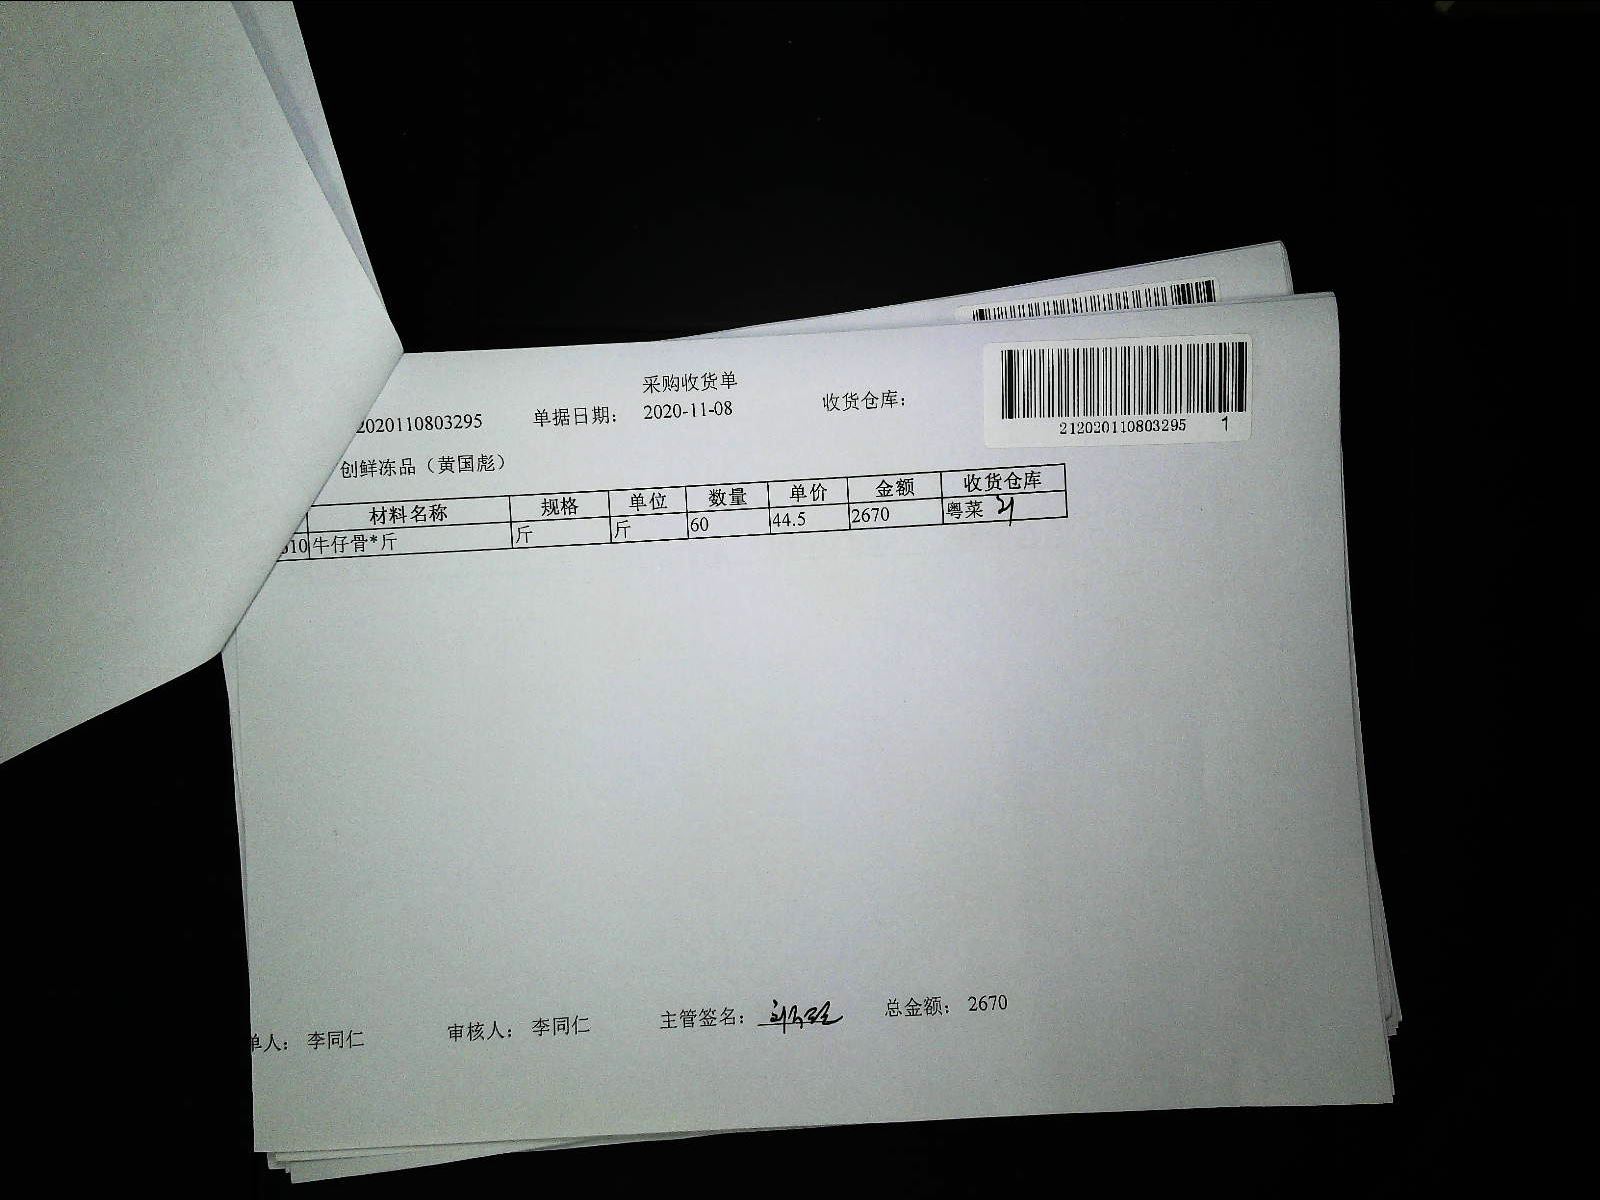 采购收货单
2020110803295 单据日期: 2020-11-08 收货仓库:
212020110803295 1
创鲜冻品（黄国彪）
材料名称 规格 单位 数量 单价 金额 收货仓库
010 牛仔骨*斤 斤 斤 60 44.5 2670 粤菜
单人: 李同仁 审核人: 李同仁 主管签名: 总金额: 2670